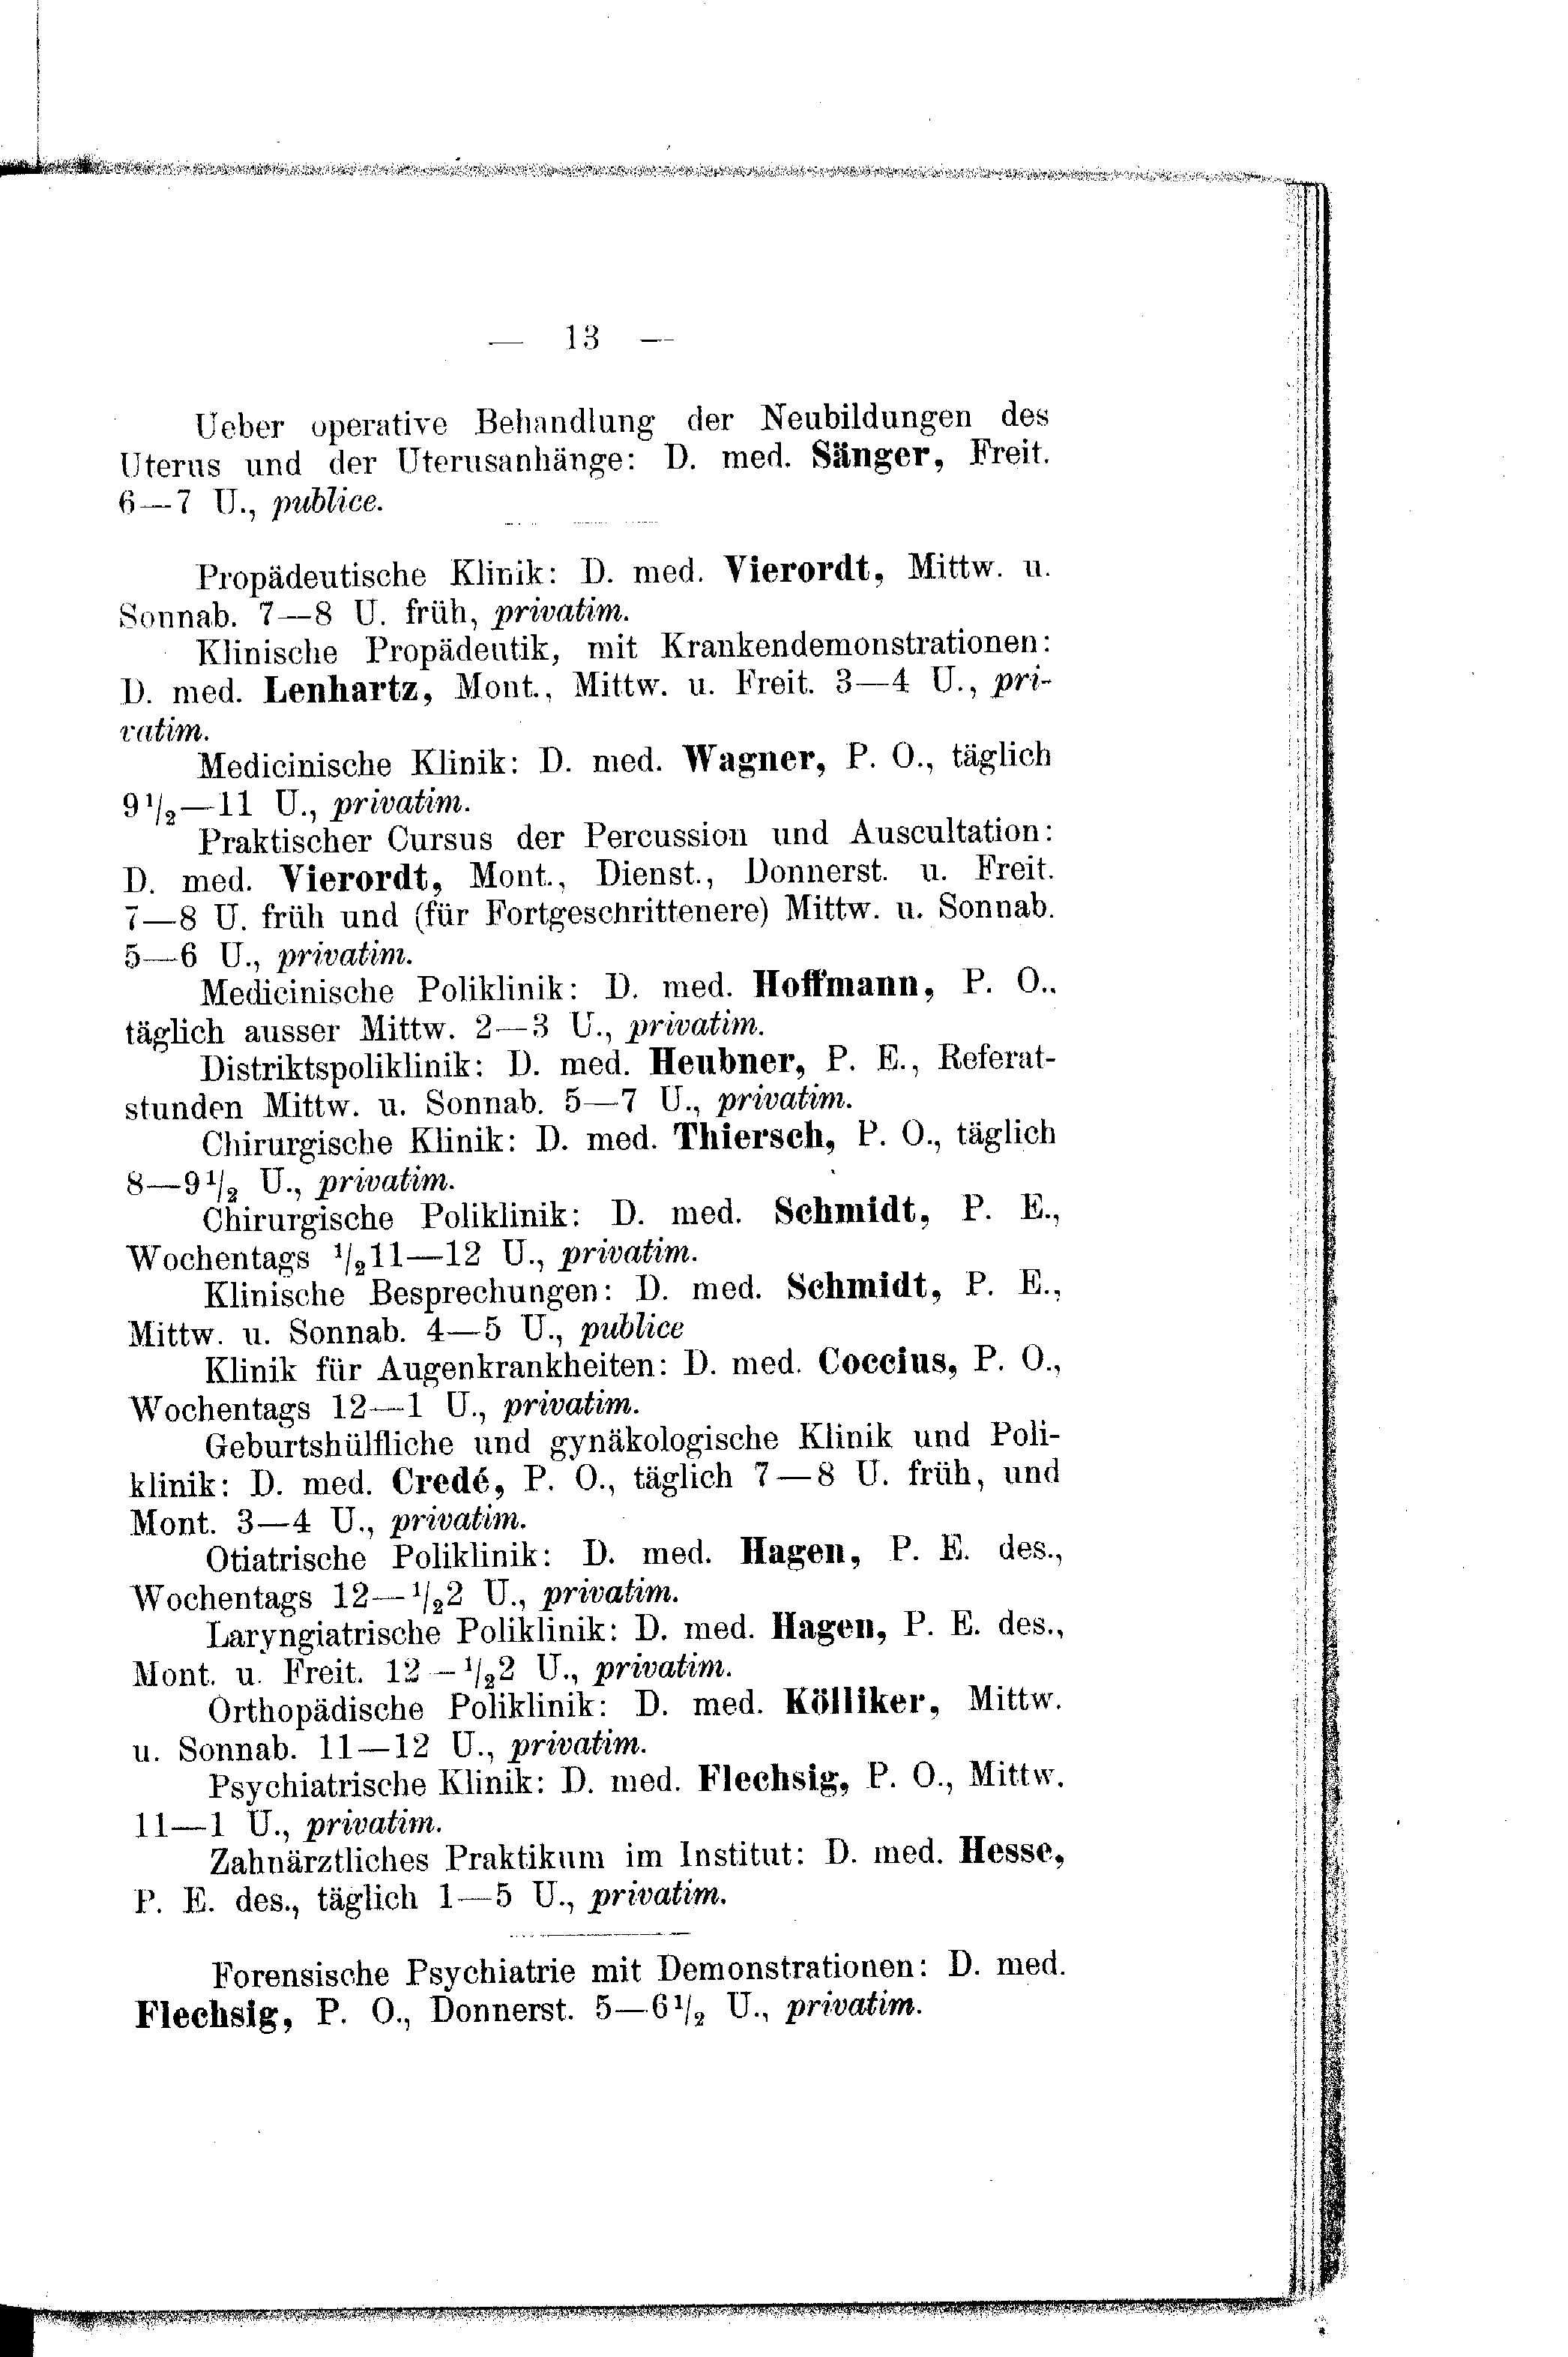 — 13 —
Ueber operative Behandlung der Neubildungen des
Uterus und der Uterusanhänge: D. med. Sänger, Freit.
6—7 U., publice.
Propädeutische Klinik: D. med. Vierordt, Mittw. u.
Sonnab. 7—8 U. früh, privatim.
Klinische Propädeutik, mit Krankendemonstrationen:
D. med. Lenhartz, Mont., Mittw. u. Freit. 3—4 U., pri-
vatim.
Medicinische Klinik: D. med. Wagner, P. O., täglich
9 1/2—11 U., privatim.
Praktischer Cursus der Percussion und Auscultation:
D. med. Vierordt, Mont., Dienst., Donnerst. u. Freit.
7—8 U. früh und (für Fortgeschrittenere) Mittw. u. Sonnab.
5—6 U., privatim.
Medicinische Poliklinik: D. med. Hoffmann, P. O..
täglich ausser Mittw. 2—3 U., privatim.
Distriktspoliklinik: D. med. Heubner, P. E., Referat-
stunden Mittw. u. Sonnab. 5—7 U., privatim.
Chirurgische Klinik: D. med. Thiersch, P. O., täglich
8—9 1/2 U., privatim.
Chirurgische Poliklinik: D. med. Schmidt, P. E.,
Wochentags 1/2 11—12 U., privatim.
Klinische Besprechungen: D. med. Schmidt, P. E.,
Mittw. u. Sonnab. 4—5 U., publice
Klinik für Augenkrankheiten: D. med. Coccius, P. O.,
Wochentags 12—1 U., privatim.
Geburtshülfliche und gynäkologische Klinik und Poli-
klinik: D. med. Credé, P. O., täglich 7—8 U. früh, und
Mont. 3—4 U., privatim.
Otiatrische Poliklinik: D. med. Hagen, P. E. des.,
Wochentags 12—1/2 2 U., privatim.
Laryngiatrische Poliklinik: D. med. Hagen, P. E. des.,
Mont. u. Freit. 12—1/2 2 U., privatim.
Orthopädische Poliklinik: D. med. Kölliker, Mittw.
u. Sonnab. 11—12 U., privatim.
Psychiatrische Klinik: D. med. Flechsig, P. O., Mittw.
11—1 U., privatim.
Zahnärztliches Praktikum im Institut: D. med. Hesse,
P. E. des., täglich 1—5 U., privatim.
Forensische Psychiatrie mit Demonstrationen: D. med.
Flechsig, P. O., Donnerst. 5—6 1/2 U., privatim.